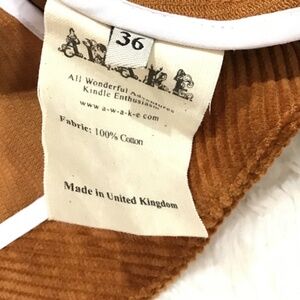 36
A.W.A.K.E
All Wonderful Adventures
Kindle Enthusiasm
www.a-w-a-k-e.com
Fabric: 100% Cotton
Made in United Kingdom